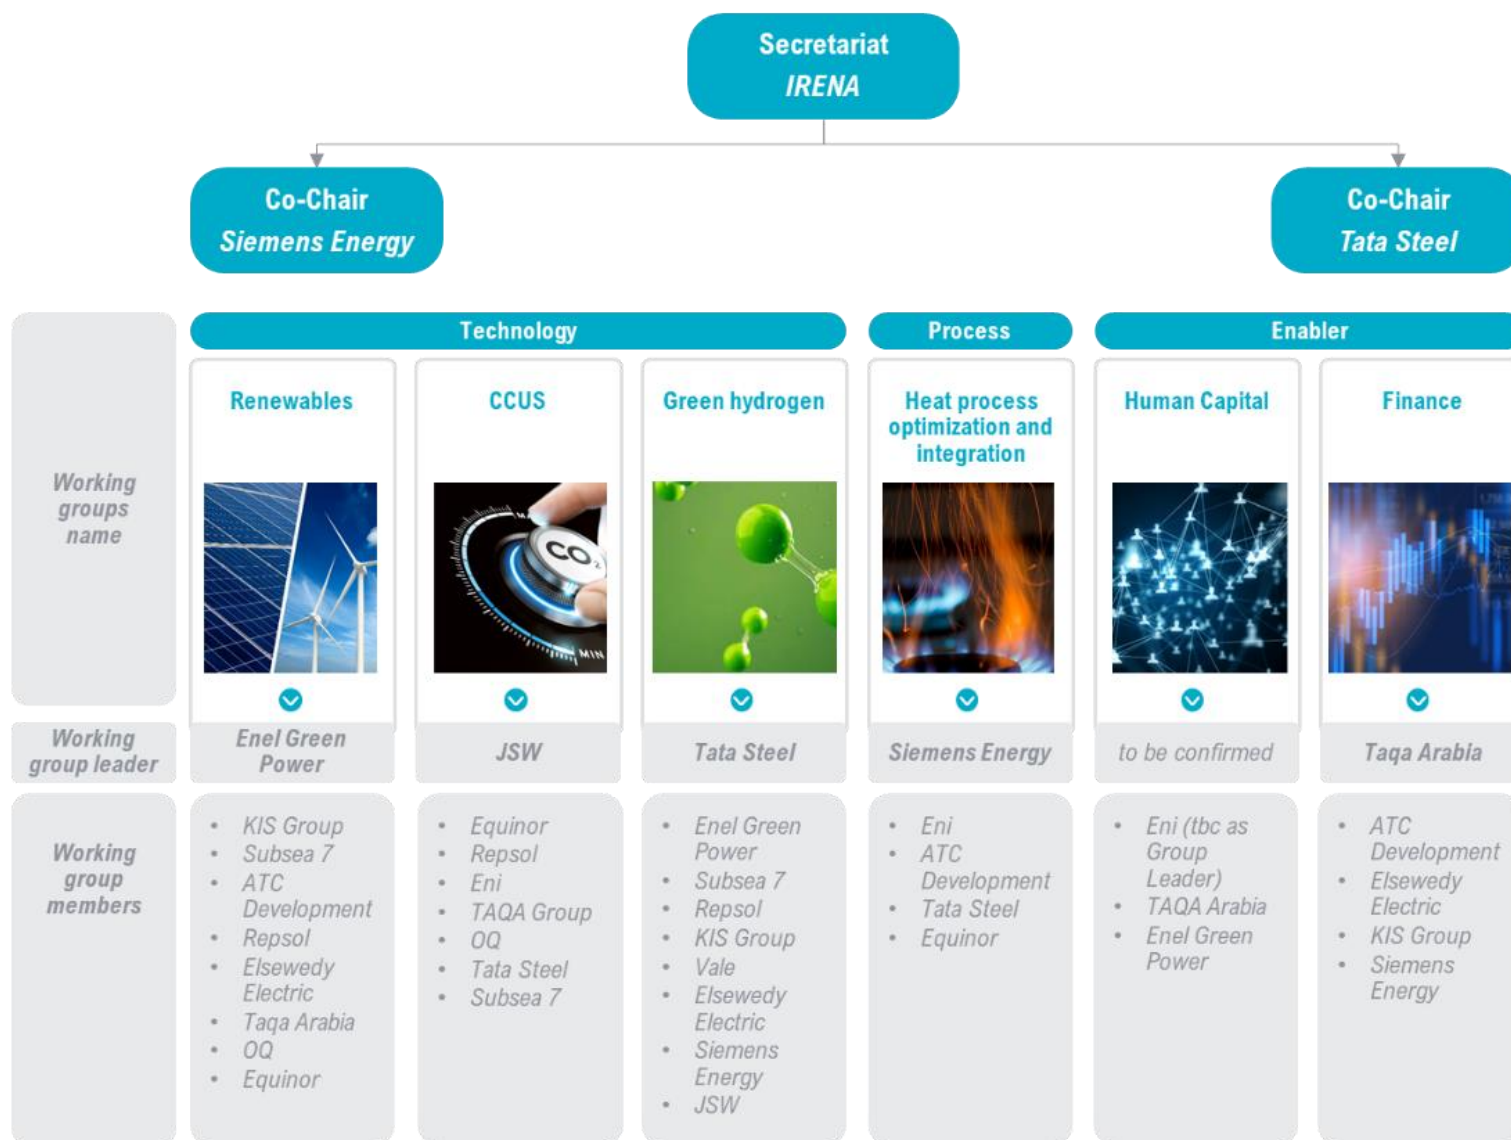 Secretariat
IRENA
Co-Chair
Siemens Energy
Co-Chair
Tata Steel
Technology
Process
Enabler
Working
groups
name
Renewables
CCUS
Green hydrogen
Heat process
optimization and
integration
Human Capital
Finance
CO2
MIN
Working
group leader
Enel Green
Power
JSW
Tata Steel
Siemens Energy
to be confirmed
Taqa Arabia
Working
group
members
• KIS Group
• Subsea 7
• ATC
Development
• Repsol
• Elsewedy
Electric
• Taqa Arabia
• OQ
• Equinor
• Equinor
• Repsol
• Eni
• TAQA Group
• OQ
• Tata Steel
• Subsea 7
• Enel Green
Power
• Subsea 7
• Repsol
• KIS Group
• Vale
• Elsewedy
Electric
• Siemens
Energy
• JSW
• Eni
• ATC
Development
• Tata Steel
• Equinor
• Eni (tbc as
Group
Leader)
• TAQA Arabia
• Enel Green
Power
• ATC
Development
• Elsewedy
Electric
• KIS Group
• Siemens
Energy